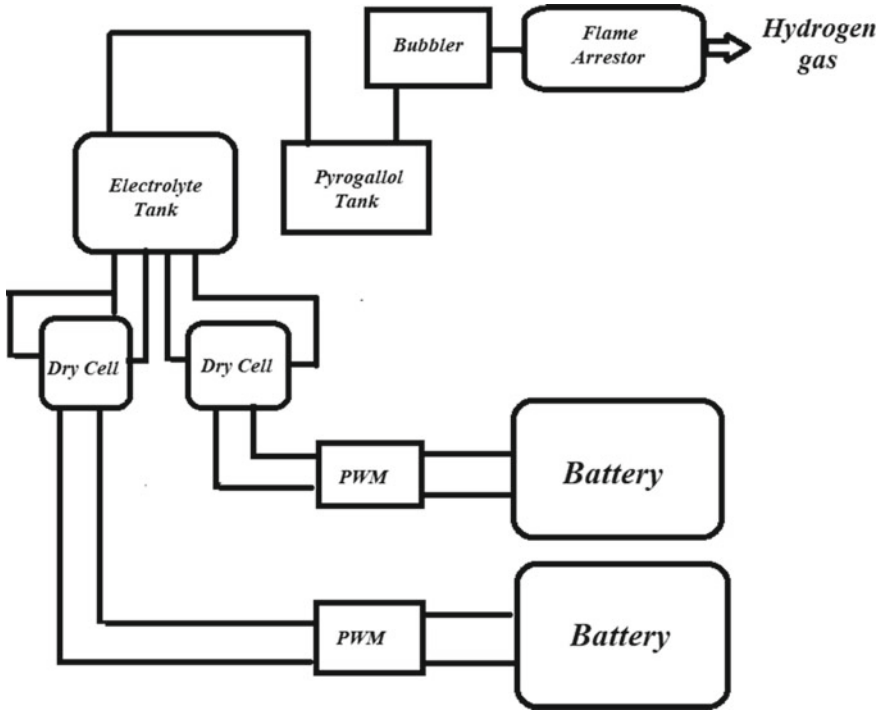 Bubbler
Flame
Arrestor
Hydrogen
gas
Electrolyte
Tank
Pyrogallol
Tank
Dry Cell
Dry Cell
PWM
Battery
PWM
Battery